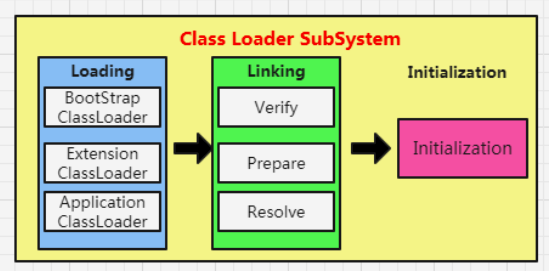 Class Loader SubSystem
Loading
BootStrap
ClassLoader
Extension
ClassLoader
Application
ClassLoader
Linking
Verify
Prepare
Resolve
Initialization
Initialization